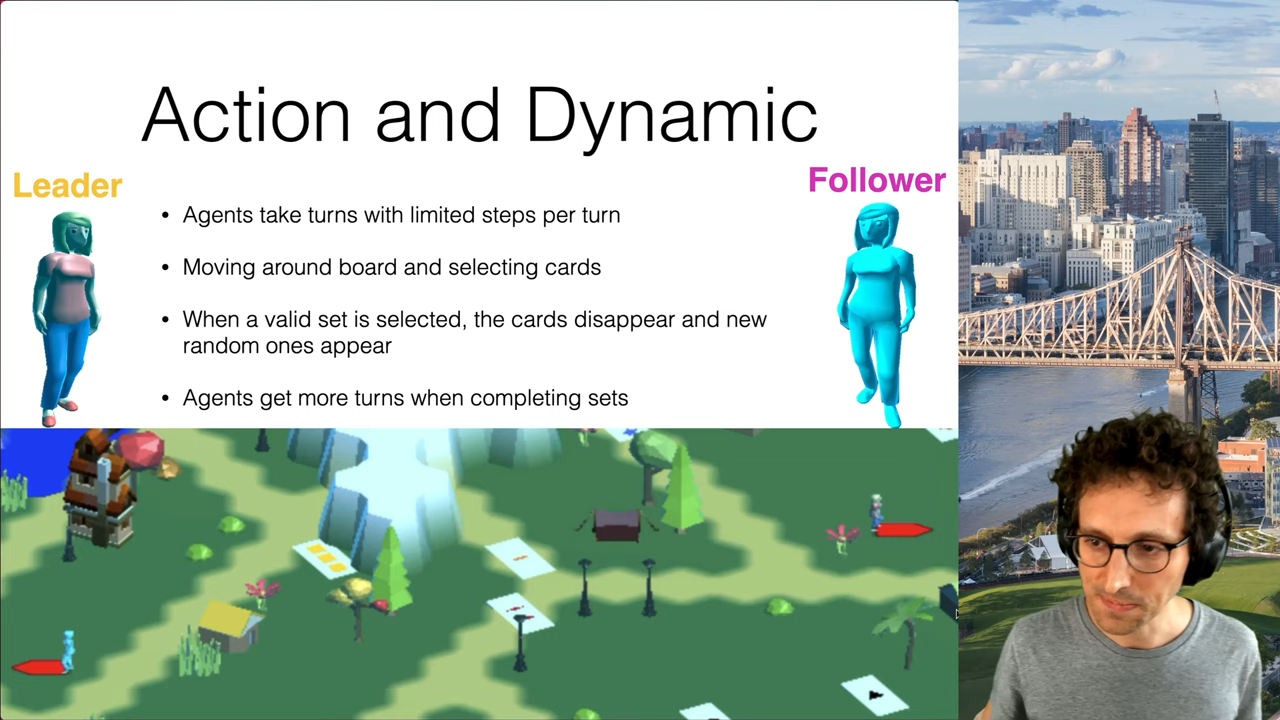 Action and Dynamic
Leader
Follower
• Agents take turns with limited steps per turn
• Moving around board and selecting cards
• When a valid set is selected, the cards disappear and new
random ones appear
• Agents get more turns when completing sets